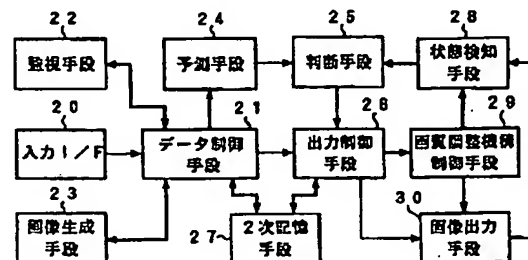 22
監視手段
24
予測手段
25
判断手段
28
状態検知
手段
20
入力I/F
21
データ制御
手段
26
出力制御
手段
29
画質調整機構
制御手段
23
画像生成
手段
27
2次記憶
手段
30
画像出力
手段